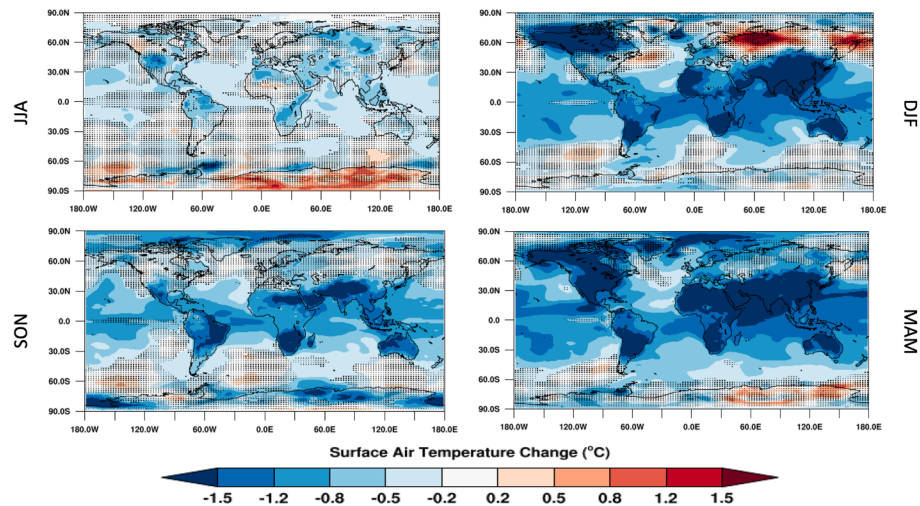 90.0N 90.0N
60.0N 60.0N
30.0N 30.0N
JJA 0.0 0.0 DJF
30.0S 30.0S
60.0S 60.0S
90.0S 90.0S
180.0W 120.0W 60.0W 0.0E 60.0E 120.0E 180.0E 180.0W 120.0W 60.0W 0.0E 60.0E 120.0E 180.0E
90.0N 90.0N
60.0N 60.0N
30.0N 30.0N
SON 0.0 0.0 MAM
30.0S 30.0S
60.0S 60.0S
90.0S 90.0S
180.0W 120.0W 60.0W 0.0E 60.0E 120.0E 180.0E 180.0W 120.0W 60.0W 0.0E 60.0E 120.0E 180.0E
Surface Air Temperature Change (°C)
-1.5 -1.2 -0.8 -0.5 -0.2 0.2 0.5 0.8 1.2 1.5